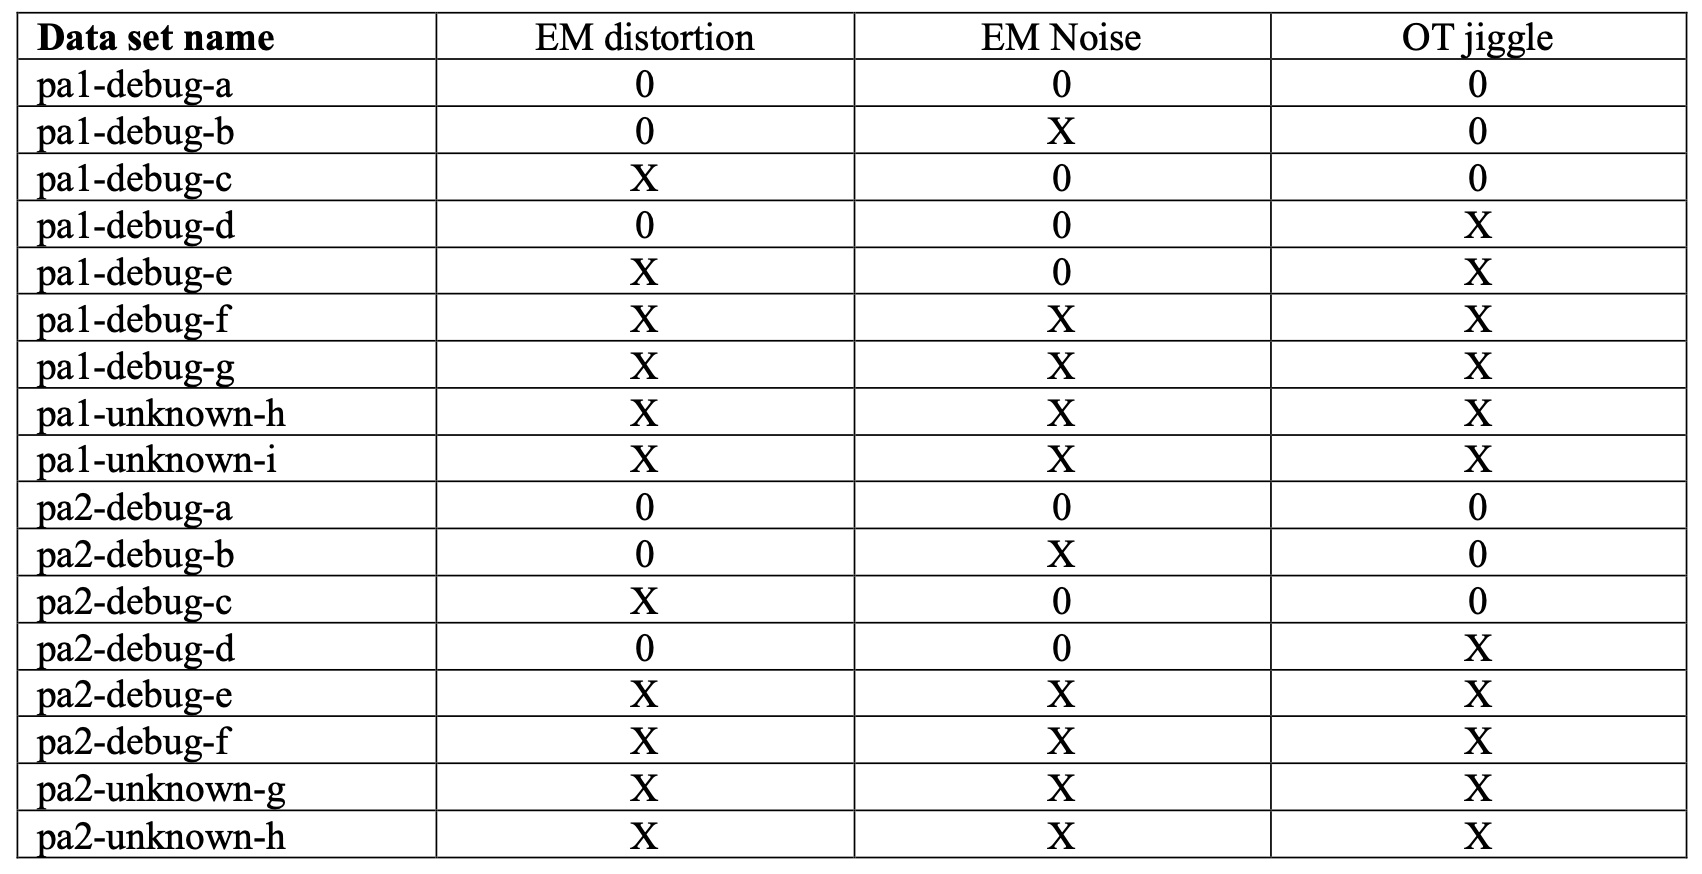 Data set name EM distortion EM Noise OT jiggle
pa1-debug-a 0 0 0
pa1-debug-b 0 X 0
pa1-debug-c X 0 0
pa1-debug-d 0 0 X
pa1-debug-e X 0 X
pa1-debug-f X X X
pa1-debug-g X X X
pa1-unknown-h X X X
pa1-unknown-i X X X
pa2-debug-a 0 0 0
pa2-debug-b 0 X 0
pa2-debug-c X 0 0
pa2-debug-d 0 0 X
pa2-debug-e X X X
pa2-debug-f X X X
pa2-unknown-g X X X
pa2-unknown-h X X X